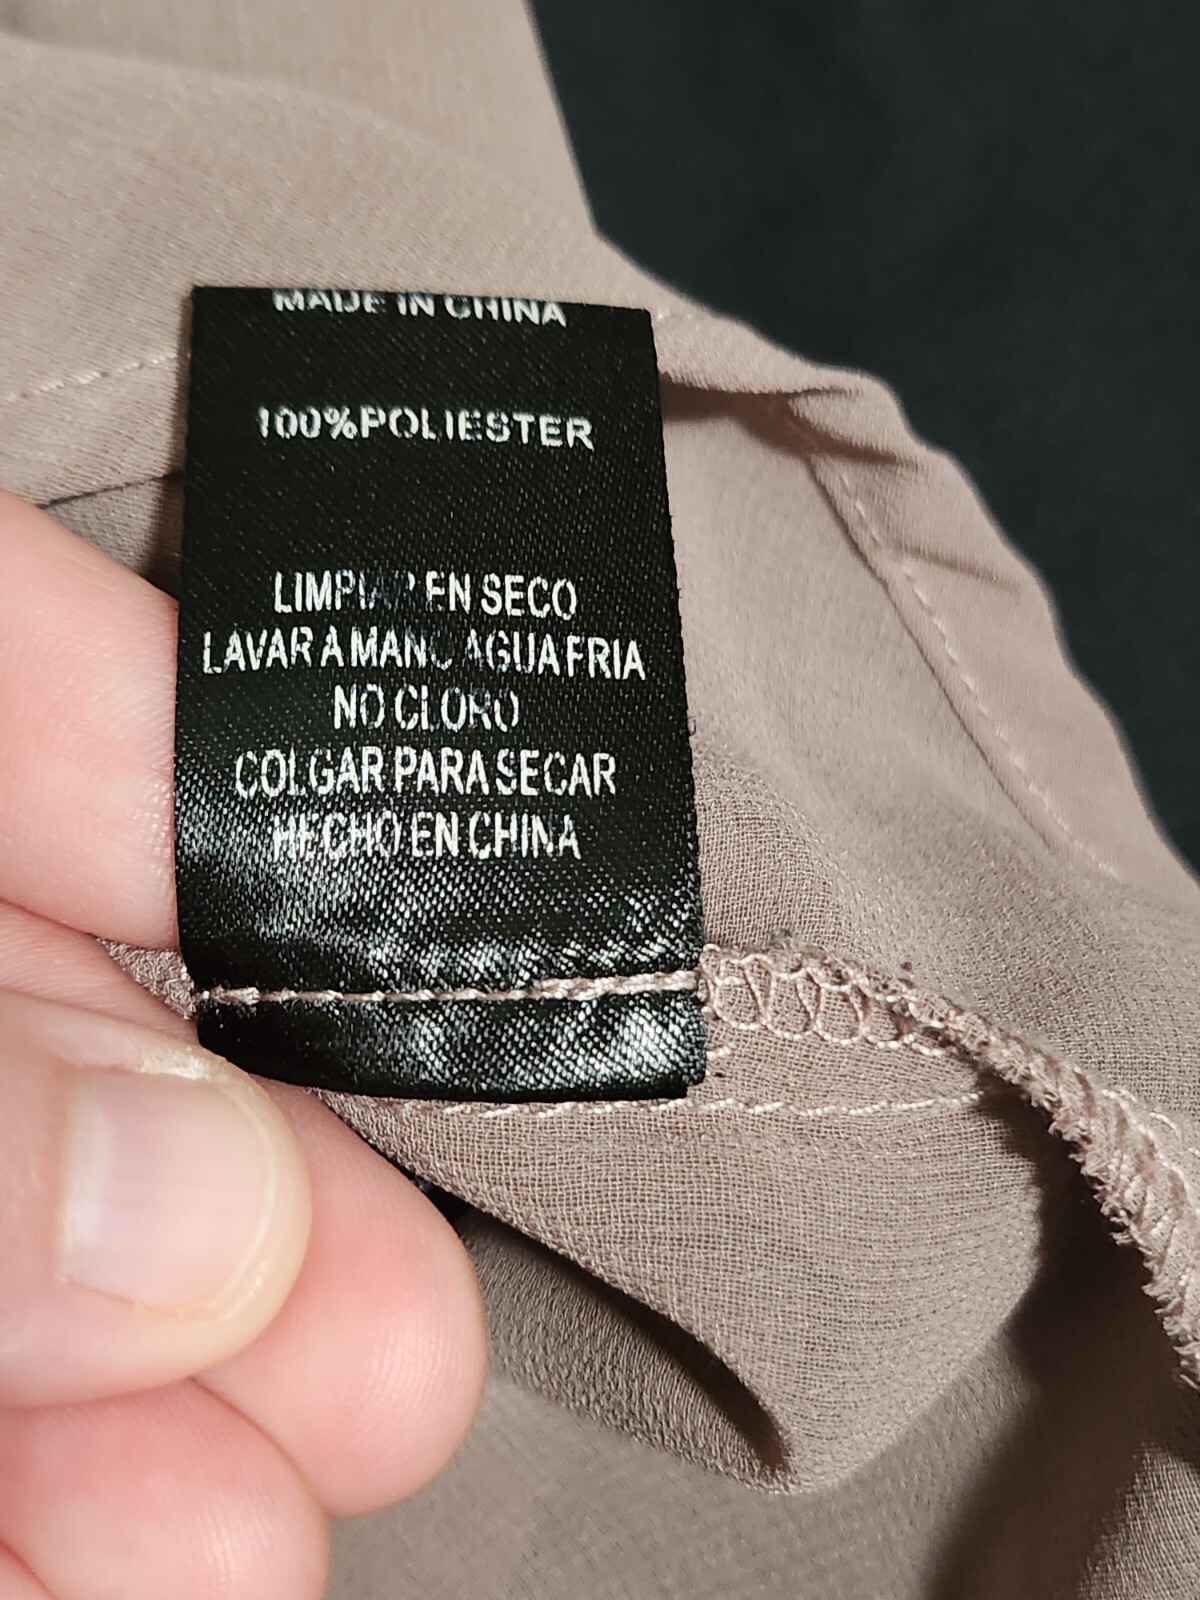 MADE IN CHINA
100%POLIESTER
LIMPIAR EN SECO
LAVAR A MANO AGUA FRIA
NO CLORO
COLGAR PARA SECAR
HECHO EN CHINA